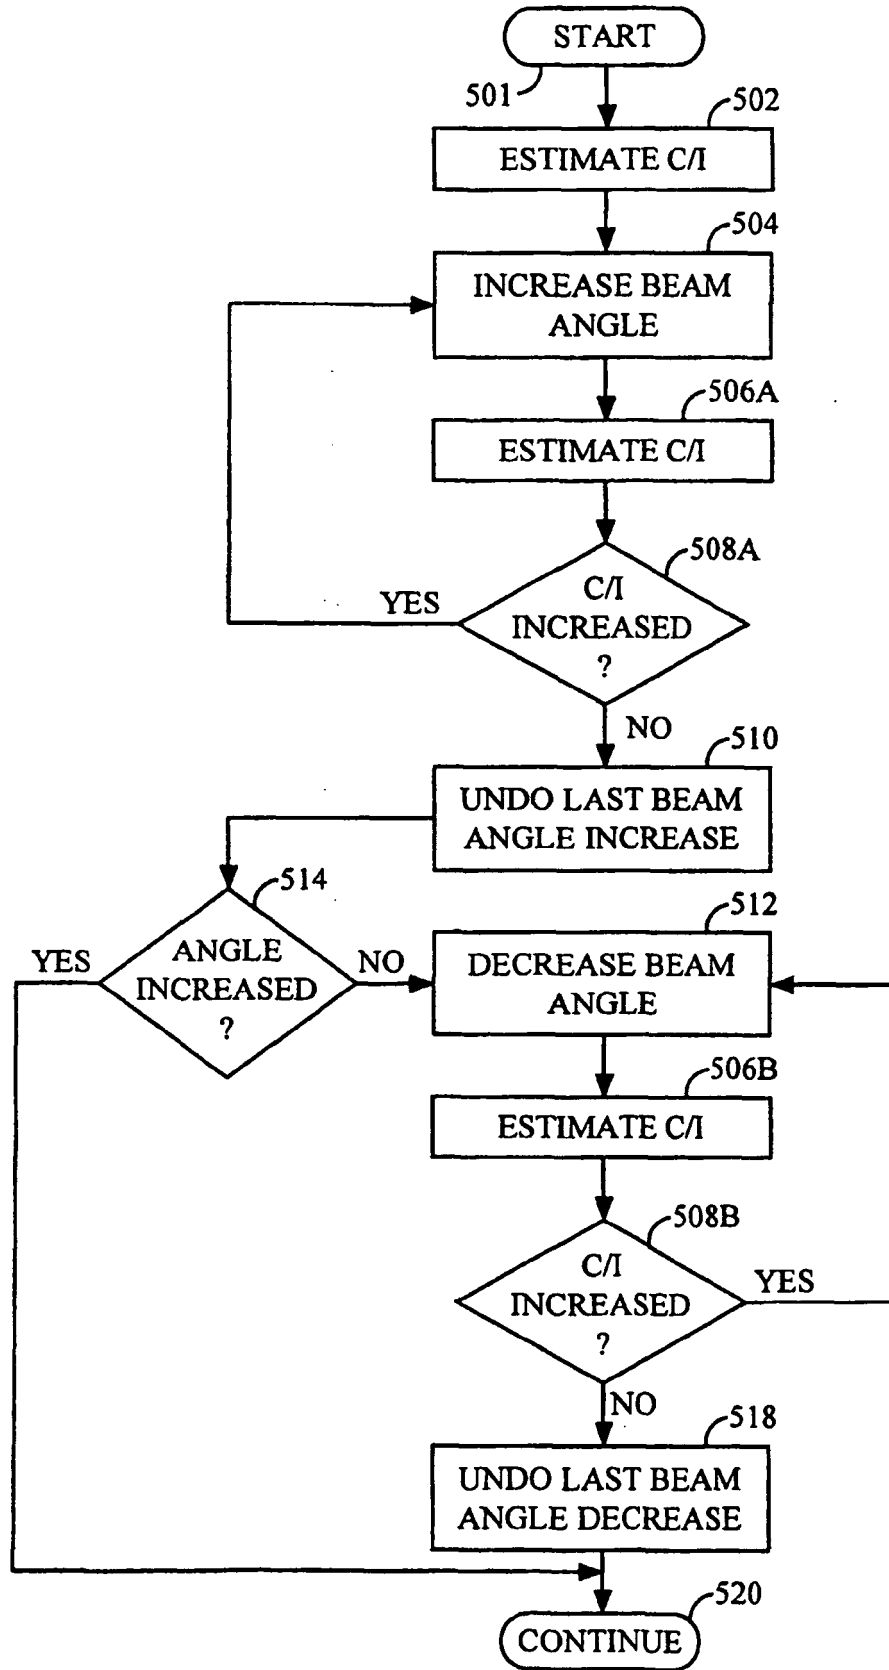 START
501
502
ESTIMATE C/I
504
INCREASE BEAM
ANGLE
506A
ESTIMATE C/I
508A
C/I
INCREASED
?
YES
NO
510
UNDO LAST BEAM
ANGLE INCREASE
514
ANGLE
INCREASED
?
YES
NO
512
DECREASE BEAM
ANGLE
506B
ESTIMATE C/I
508B
C/I
INCREASED
?
YES
NO
518
UNDO LAST BEAM
ANGLE DECREASE
520
CONTINUE